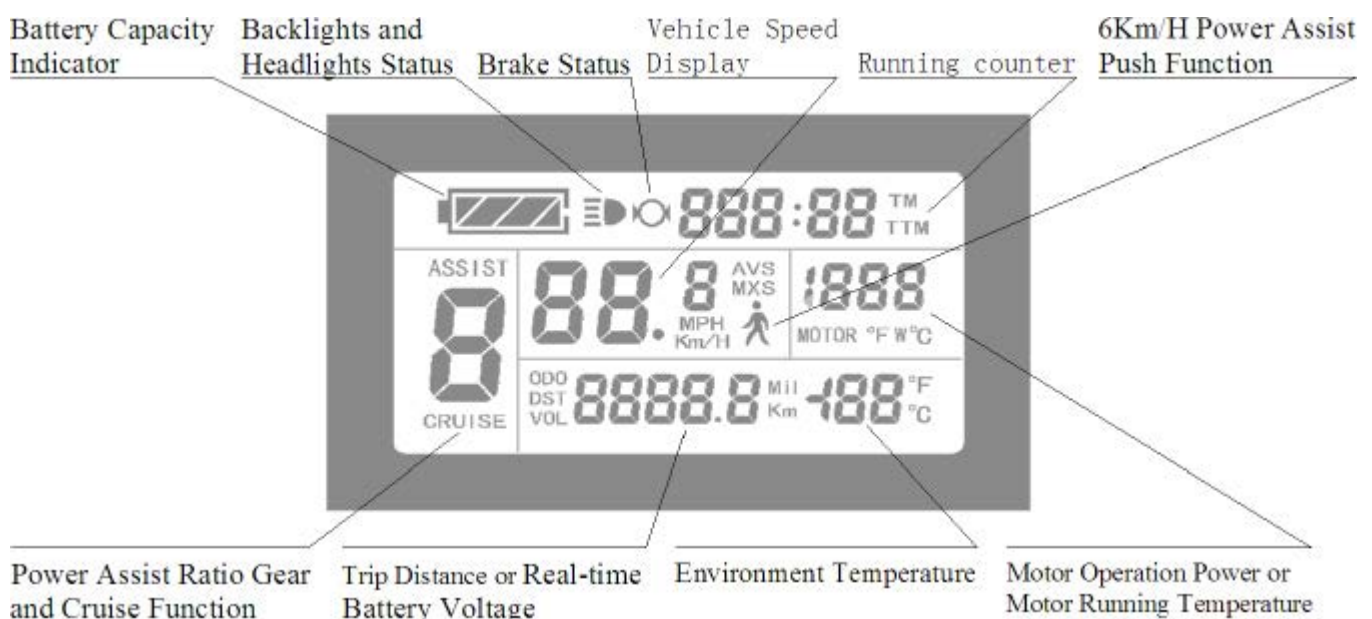 Battery Capacity
Indicator
Backlights and
Headlights Status
Brake Status
Vehicle Speed
Display
Running counter
6Km/H Power Assist
Push Function
888:88
TM
TTM
ASSIST
8
CRUISE
88.8
AVS
MXS
MPH
Km/H
1888
MOTOR °F W°C
ODO
DST
VOL
8888.8
Mil
Km
-188
°F
°C
Power Assist Ratio Gear
and Cruise Function
Trip Distance or Real-time
Battery Voltage
Environment Temperature
Motor Operation Power or
Motor Running Temperature